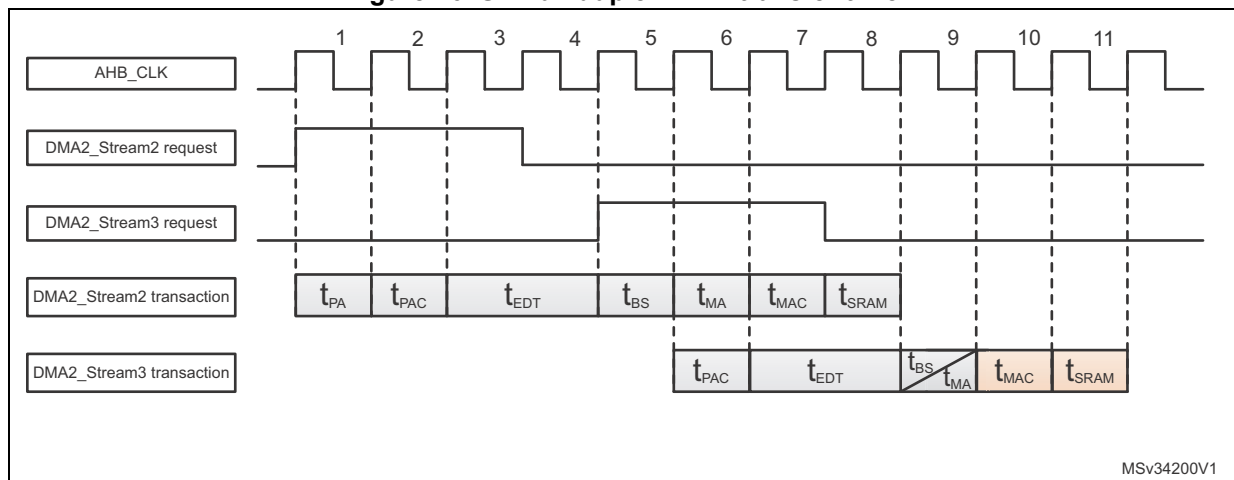 1 2 3 4 5 6 7 8 9 10 11
AHB_CLK
DMA2_Stream2 request
DMA2_Stream3 request
DMA2_Stream2 transaction tPA tPAC tEDT tBS tMA tMAC tSRAM
DMA2_Stream3 transaction tPAC tEDT tBS tMA tMAC tSRAM
MSv34200V1